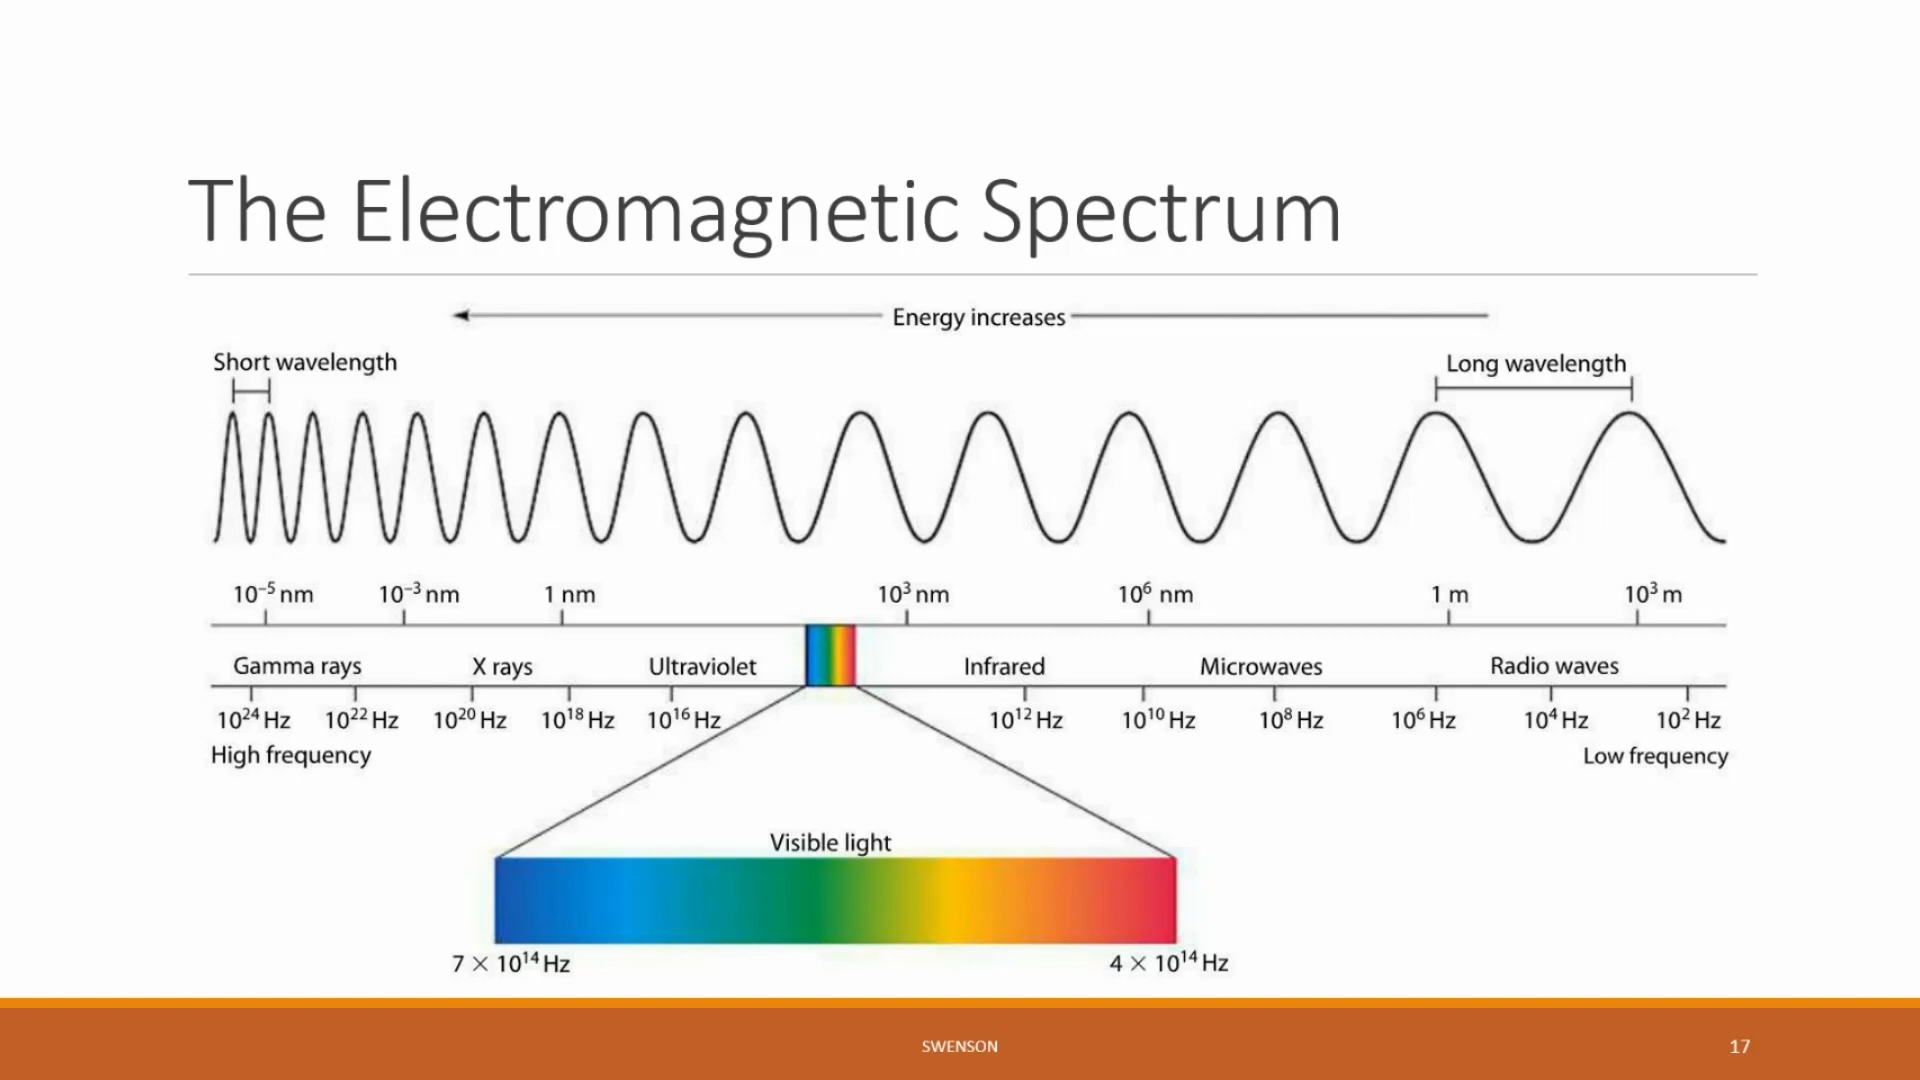 The Electromagnetic Spectrum
Energy increases
Short wavelength
Long wavelength
10⁻⁵ nm 10⁻³ nm 1 nm 10³ nm 10⁶ nm 1 m 10³ m
Gamma rays X rays Ultraviolet Infrared Microwaves Radio waves
10²⁴ Hz 10²² Hz 10²⁰ Hz 10¹⁸ Hz 10¹⁶ Hz 10¹² Hz 10¹⁰ Hz 10⁸ Hz 10⁶ Hz 10⁴ Hz 10² Hz
High frequency Low frequency
Visible light
7 × 10¹⁴ Hz 4 × 10¹⁴ Hz
SWENSON 17